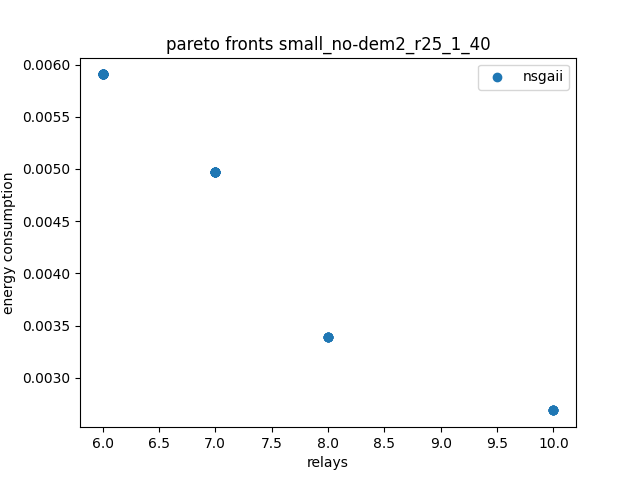 pareto fronts small_no-dem2_r25_1_40
nsgaii
energy consumption
0.0060
0.0055
0.0050
0.0045
0.0040
0.0035
0.0030
6.0 6.5 7.0 7.5 8.0 8.5 9.0 9.5 10.0
relays